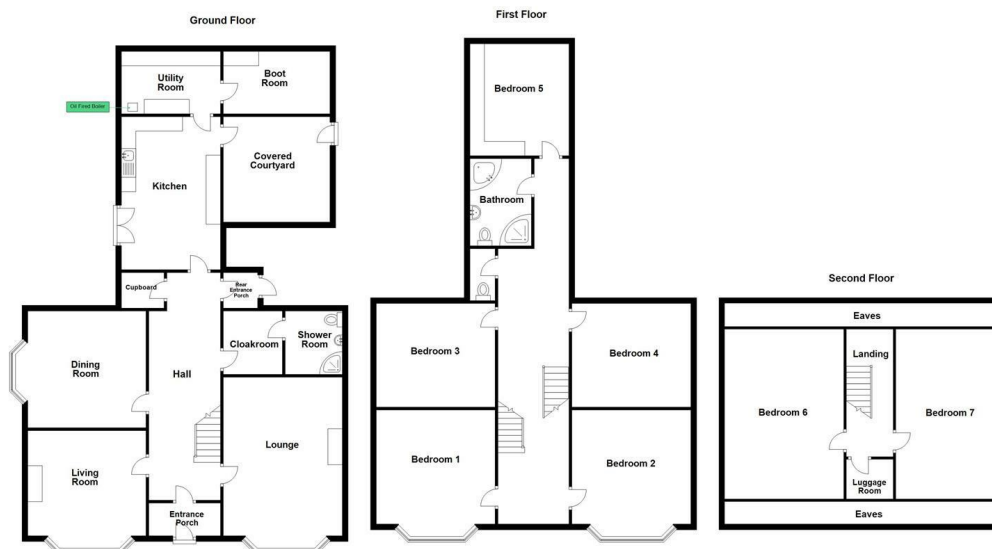 Ground Floor
Utility
Room
Boot
Room
Oil Fired Boiler
Covered
Courtyard
Kitchen
Cupboard
Rear
Entrance
Porch
Cloakroom
Shower
Room
Dining
Room
Hall
Lounge
Living
Room
Entrance
Porch
First Floor
Bedroom 5
Bathroom
Bedroom 3
Bedroom 4
Bedroom 1
Bedroom 2
Second Floor
Eaves
Landing
Bedroom 6
Bedroom 7
Luggage
Room
Eaves